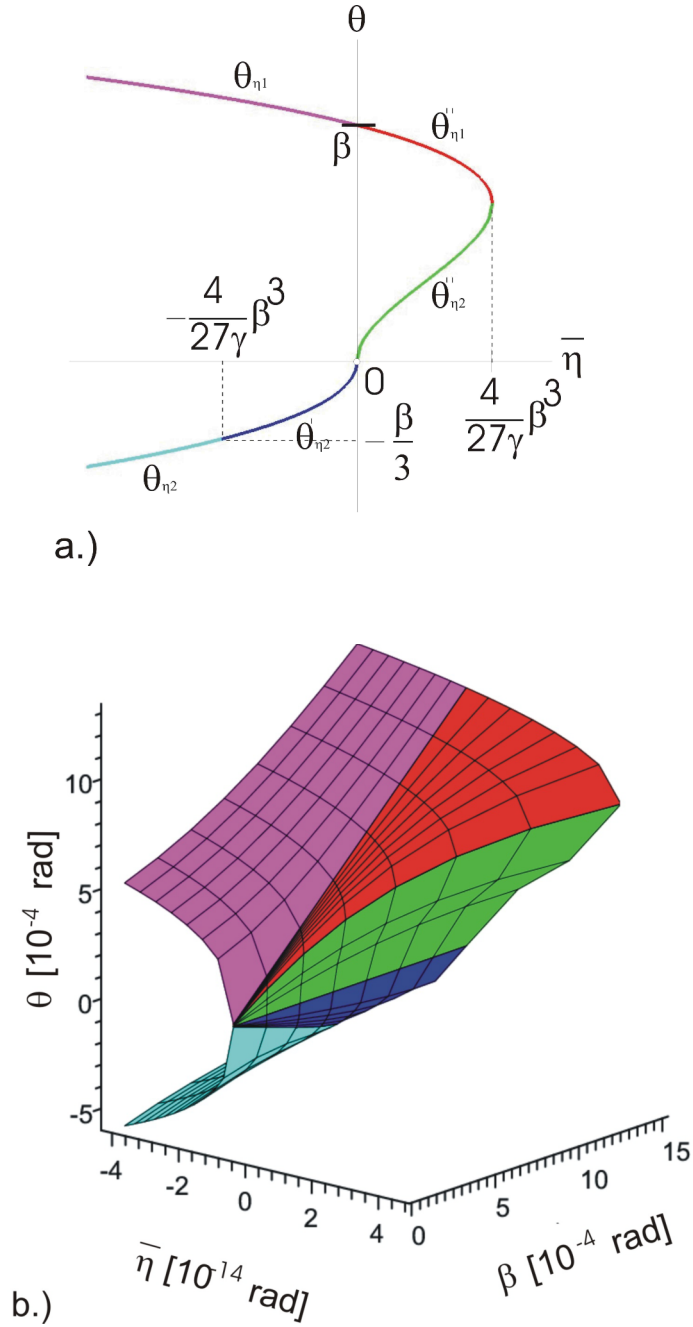 θ
θη1
θ''η1
β
- 4/27γ β³
θ''η2
η̅
0
4/27γ β³
θ'η2
- β/3
θη2
a.)
θ [10⁻⁴ rad]
10
5
0
-5
-4
-2
0
2
4
0
5
10
15
η̅ [10⁻¹⁴ rad]
β [10⁻⁴ rad]
b.)